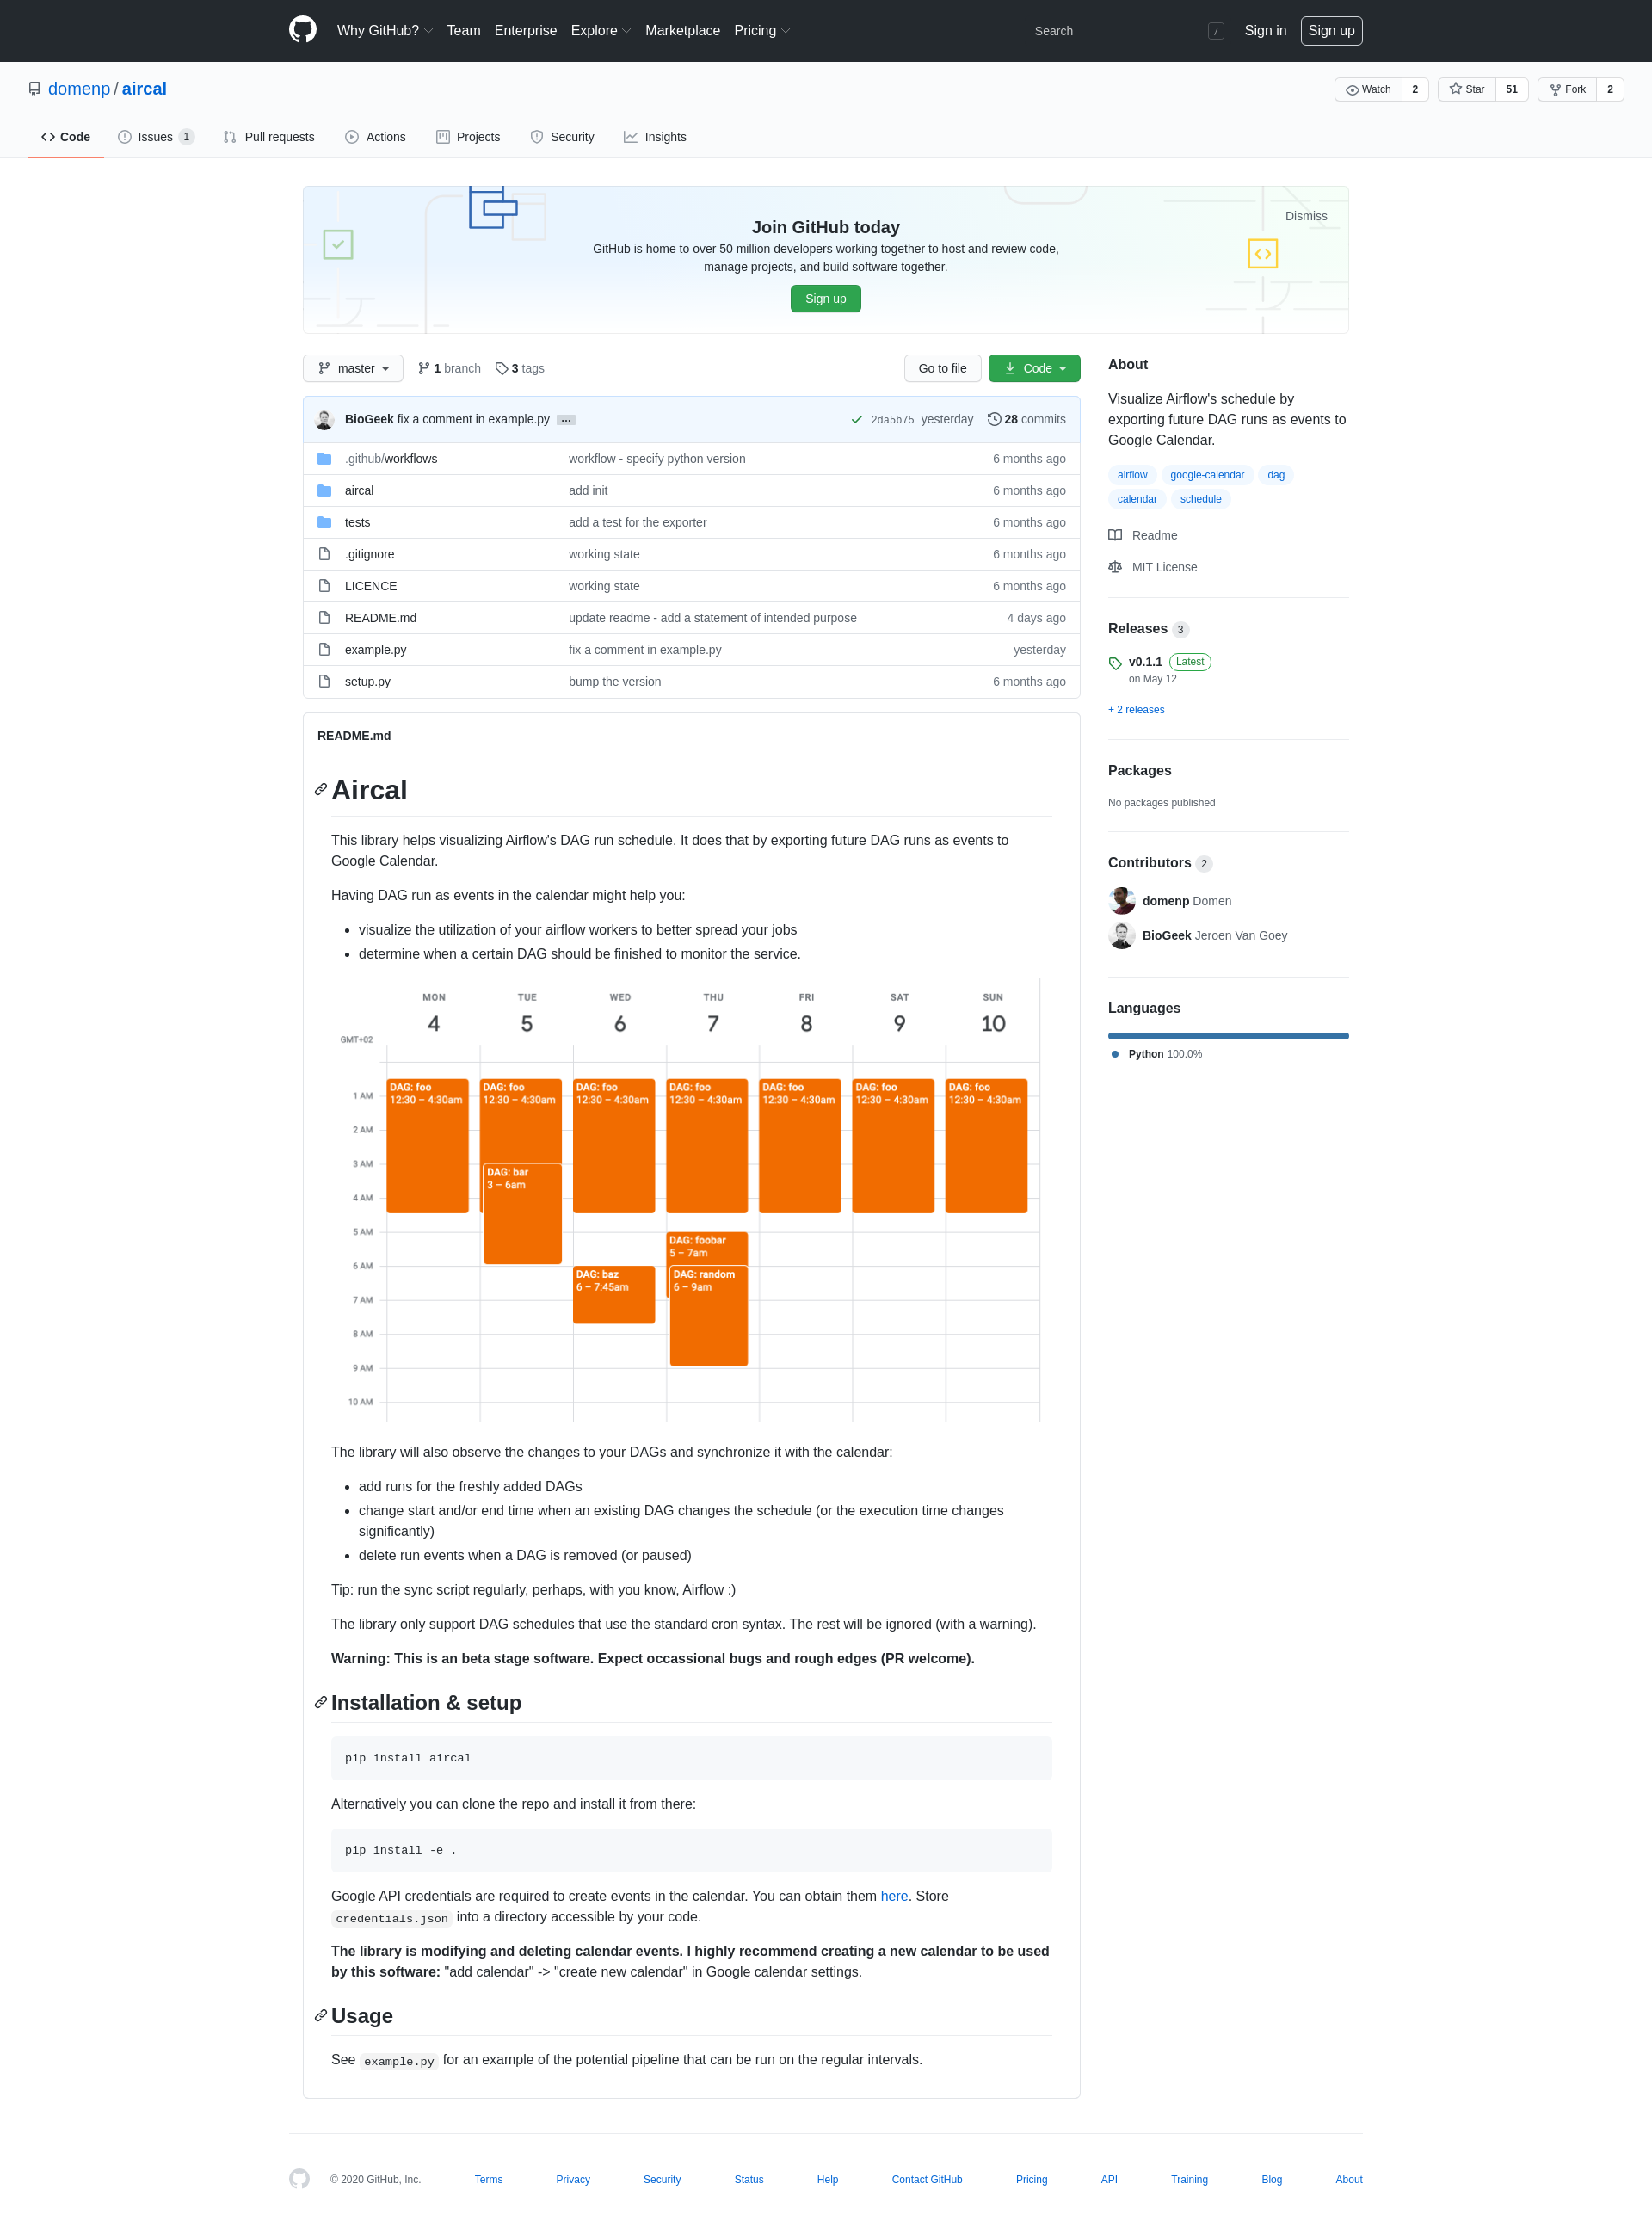 Why GitHub? Team Enterprise Explore Marketplace Pricing Search / Sign in Sign up
domenp / aircal Watch 2 Star 51 Fork 2
Code Issues 1 Pull requests Actions Projects Security Insights
Dismiss
Join GitHub today
GitHub is home to over 50 million developers working together to host and review code,
manage projects, and build software together.
Sign up
master 1 branch 3 tags Go to file Code
BioGeek fix a comment in example.py … 2da5b75 yesterday 28 commits
.github/workflows workflow - specify python version 6 months ago
aircal add init 6 months ago
tests add a test for the exporter 6 months ago
.gitignore working state 6 months ago
LICENCE working state 6 months ago
README.md update readme - add a statement of intended purpose 4 days ago
example.py fix a comment in example.py yesterday
setup.py bump the version 6 months ago
README.md
Aircal
This library helps visualizing Airflow's DAG run schedule. It does that by exporting future DAG runs as events to
Google Calendar.
Having DAG run as events in the calendar might help you:
visualize the utilization of your airflow workers to better spread your jobs
determine when a certain DAG should be finished to monitor the service.
MON TUE WED THU FRI SAT SUN
4 5 6 7 8 9 10
GMT+02
DAG: foo DAG: foo DAG: foo DAG: foo DAG: foo DAG: foo DAG: foo
1 AM 12:30 – 4:30am 12:30 – 4:30am 12:30 – 4:30am 12:30 – 4:30am 12:30 – 4:30am 12:30 – 4:30am 12:30 – 4:30am
2 AM
3 AM
DAG: bar
3 – 6am
4 AM
5 AM
DAG: foobar
5 – 7am
6 AM
DAG: baz DAG: random
6 – 7:45am 6 – 9am
7 AM
8 AM
9 AM
10 AM
The library will also observe the changes to your DAGs and synchronize it with the calendar:
add runs for the freshly added DAGs
change start and/or end time when an existing DAG changes the schedule (or the execution time changes
significantly)
delete run events when a DAG is removed (or paused)
Tip: run the sync script regularly, perhaps, with you know, Airflow :)
The library only support DAG schedules that use the standard cron syntax. The rest will be ignored (with a warning).
Warning: This is an beta stage software. Expect occassional bugs and rough edges (PR welcome).
Installation & setup
pip install aircal
Alternatively you can clone the repo and install it from there:
pip install -e .
Google API credentials are required to create events in the calendar. You can obtain them here. Store
credentials.json into a directory accessible by your code.
The library is modifying and deleting calendar events. I highly recommend creating a new calendar to be used
by this software: "add calendar" -> "create new calendar" in Google calendar settings.
Usage
See example.py for an example of the potential pipeline that can be run on the regular intervals.
About
Visualize Airflow's schedule by
exporting future DAG runs as events to
Google Calendar.
airflow google-calendar dag
calendar schedule
Readme
MIT License
Releases 3
v0.1.1 Latest
on May 12
+ 2 releases
Packages
No packages published
Contributors 2
domenp Domen
BioGeek Jeroen Van Goey
Languages
Python 100.0%
© 2020 GitHub, Inc. Terms Privacy Security Status Help Contact GitHub Pricing API Training Blog About